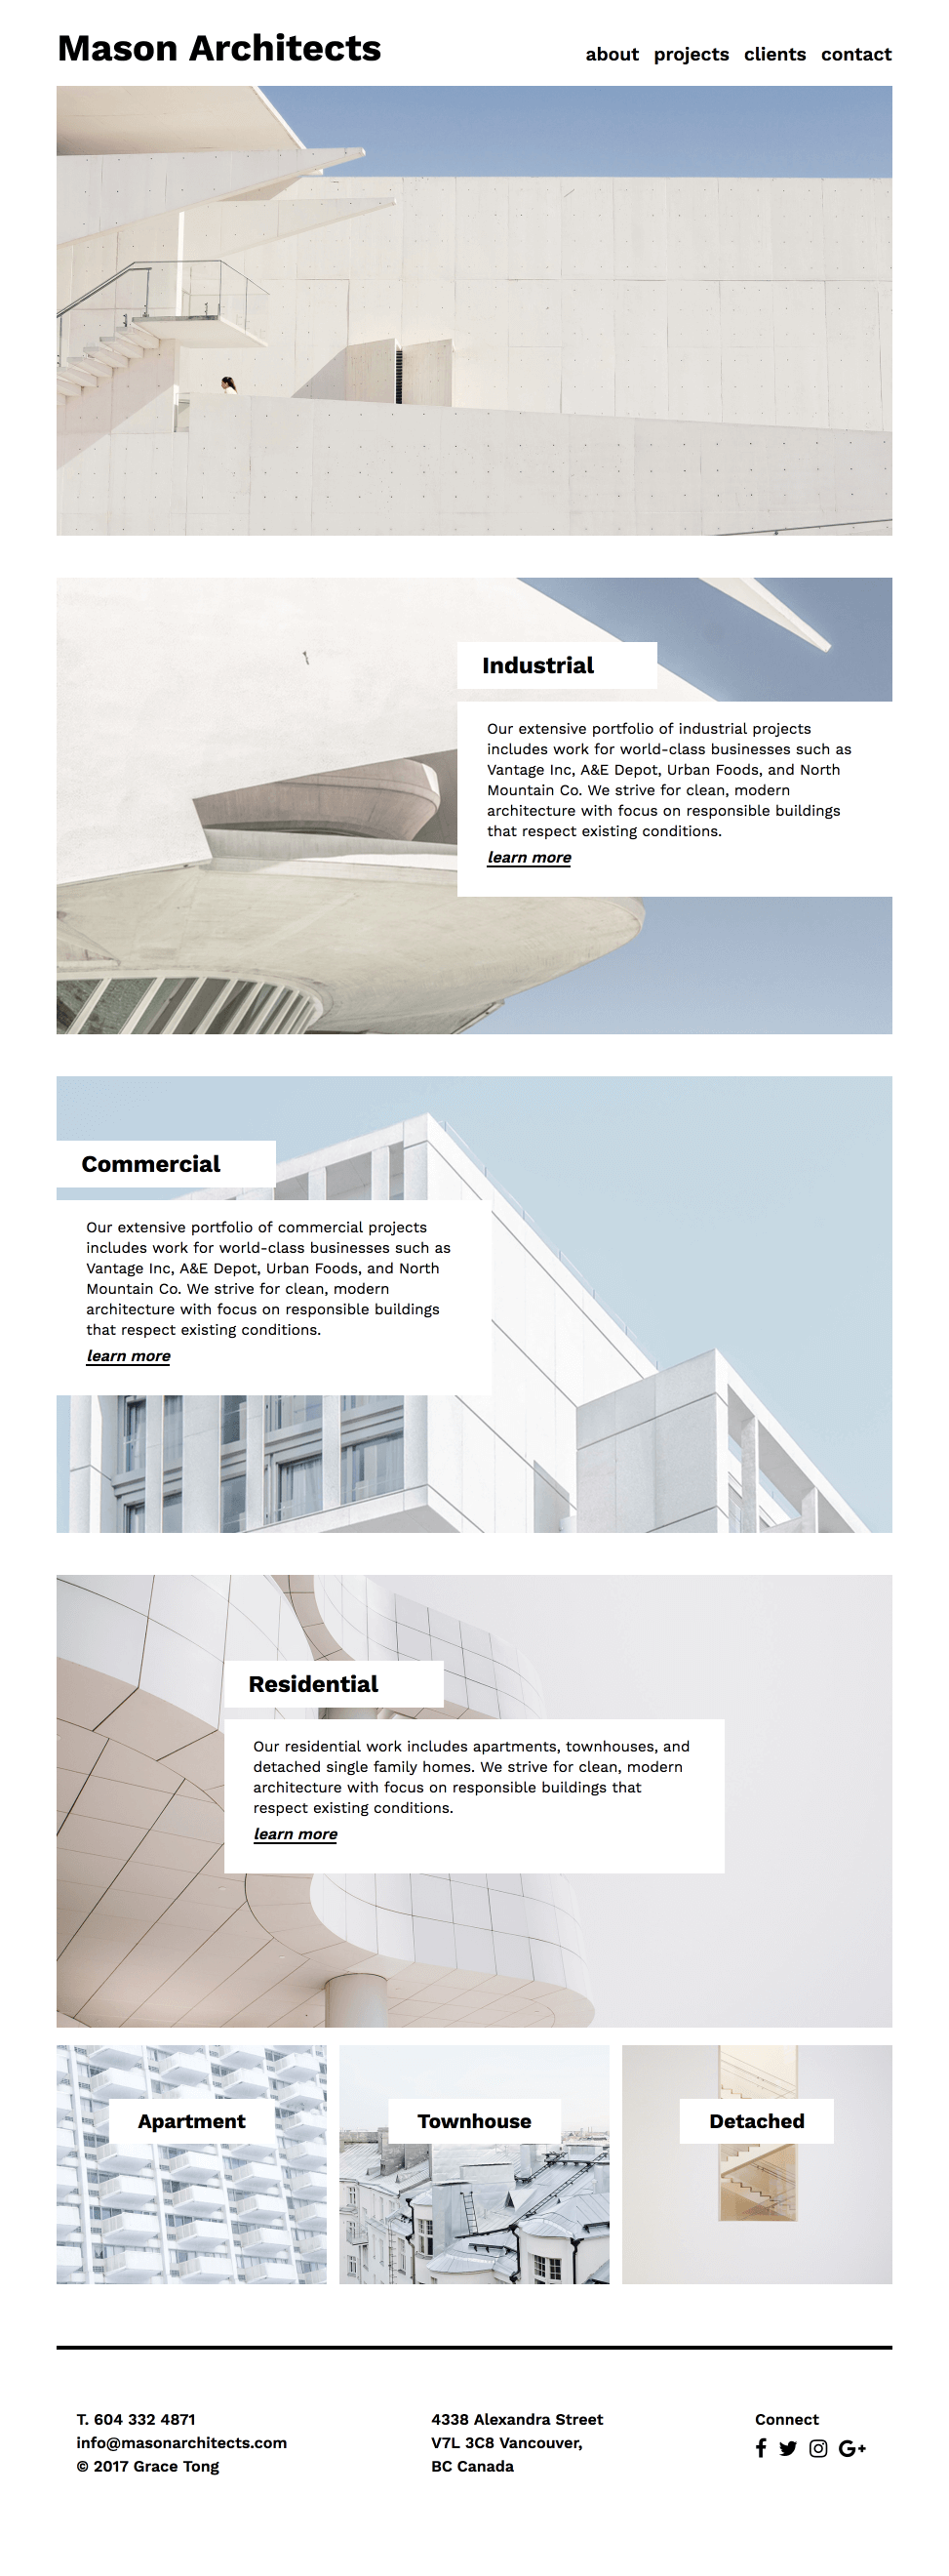 Mason Architects
about projects clients contact
Industrial
Our extensive portfolio of industrial projects
includes work for world-class businesses such as
Vantage Inc, A&E Depot, Urban Foods, and North
Mountain Co. We strive for clean, modern
architecture with focus on responsible buildings
that respect existing conditions.
learn more
Commercial
Our extensive portfolio of commercial projects
includes work for world-class businesses such as
Vantage Inc, A&E Depot, Urban Foods, and North
Mountain Co. We strive for clean, modern
architecture with focus on responsible buildings
that respect existing conditions.
learn more
Residential
Our residential work includes apartments, townhouses, and
detached single family homes. We strive for clean, modern
architecture with focus on responsible buildings that
respect existing conditions.
learn more
Apartment
Townhouse
Detached
T. 604 332 4871
info@masonarchitects.com
© 2017 Grace Tong
4338 Alexandra Street
V7L 3C8 Vancouver,
BC Canada
Connect